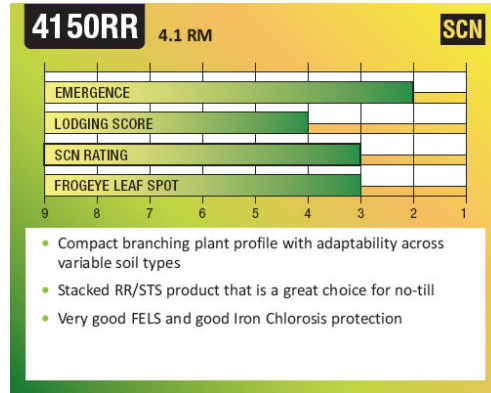 4150RR 4.1 RM SCN
EMERGENCE
LODGING SCORE
SCN RATING
FROGEYE LEAF SPOT
9 8 7 6 5 4 3 2 1
• Compact branching plant profile with adaptability across
variable soil types
• Stacked RR/STS product that is a great choice for no-till
• Very good FELS and good Iron Chlorosis protection